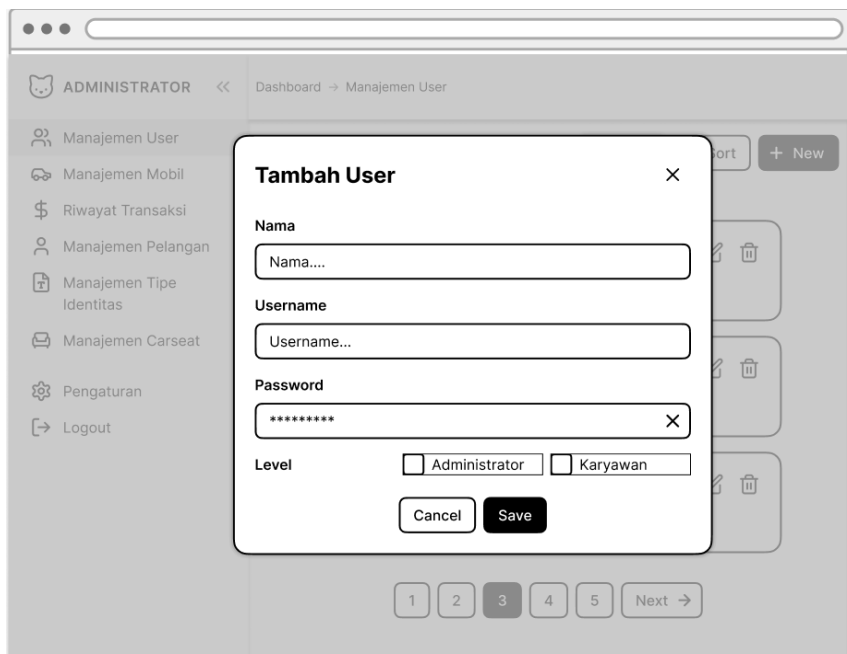 ADMINISTRATOR
Dashboard → Manajemen User
Manajemen User
Manajemen Mobil
Riwayat Transaksi
Manajemen Pelangan
Manajemen Tipe
Identitas
Manajemen Carseat
Pengaturan
Logout
+ New
Tambah User
Nama
Nama....
Username
Username...
Password
*********
Level
Administrator
Karyawan
Cancel
Save
1 2 3 4 5 Next →